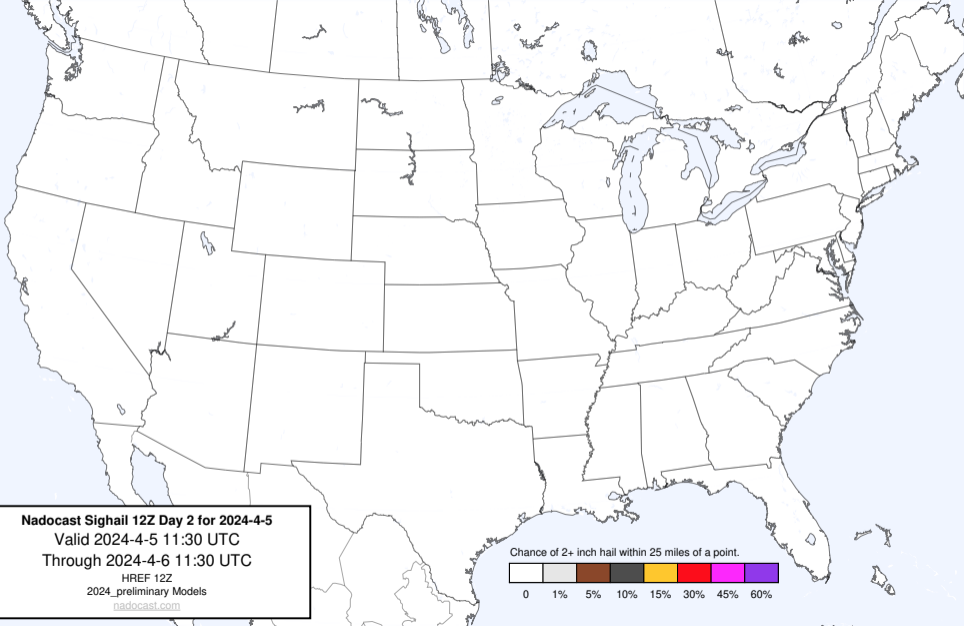 Nadocast Sighail 12Z Day 2 for 2024-4-5
Valid 2024-4-5 11:30 UTC
Through 2024-4-6 11:30 UTC
HREF 12Z
2024_preliminary Models
nadocast.com
Chance of 2+ inch hail within 25 miles of a point.
0 1% 5% 10% 15% 30% 45% 60%